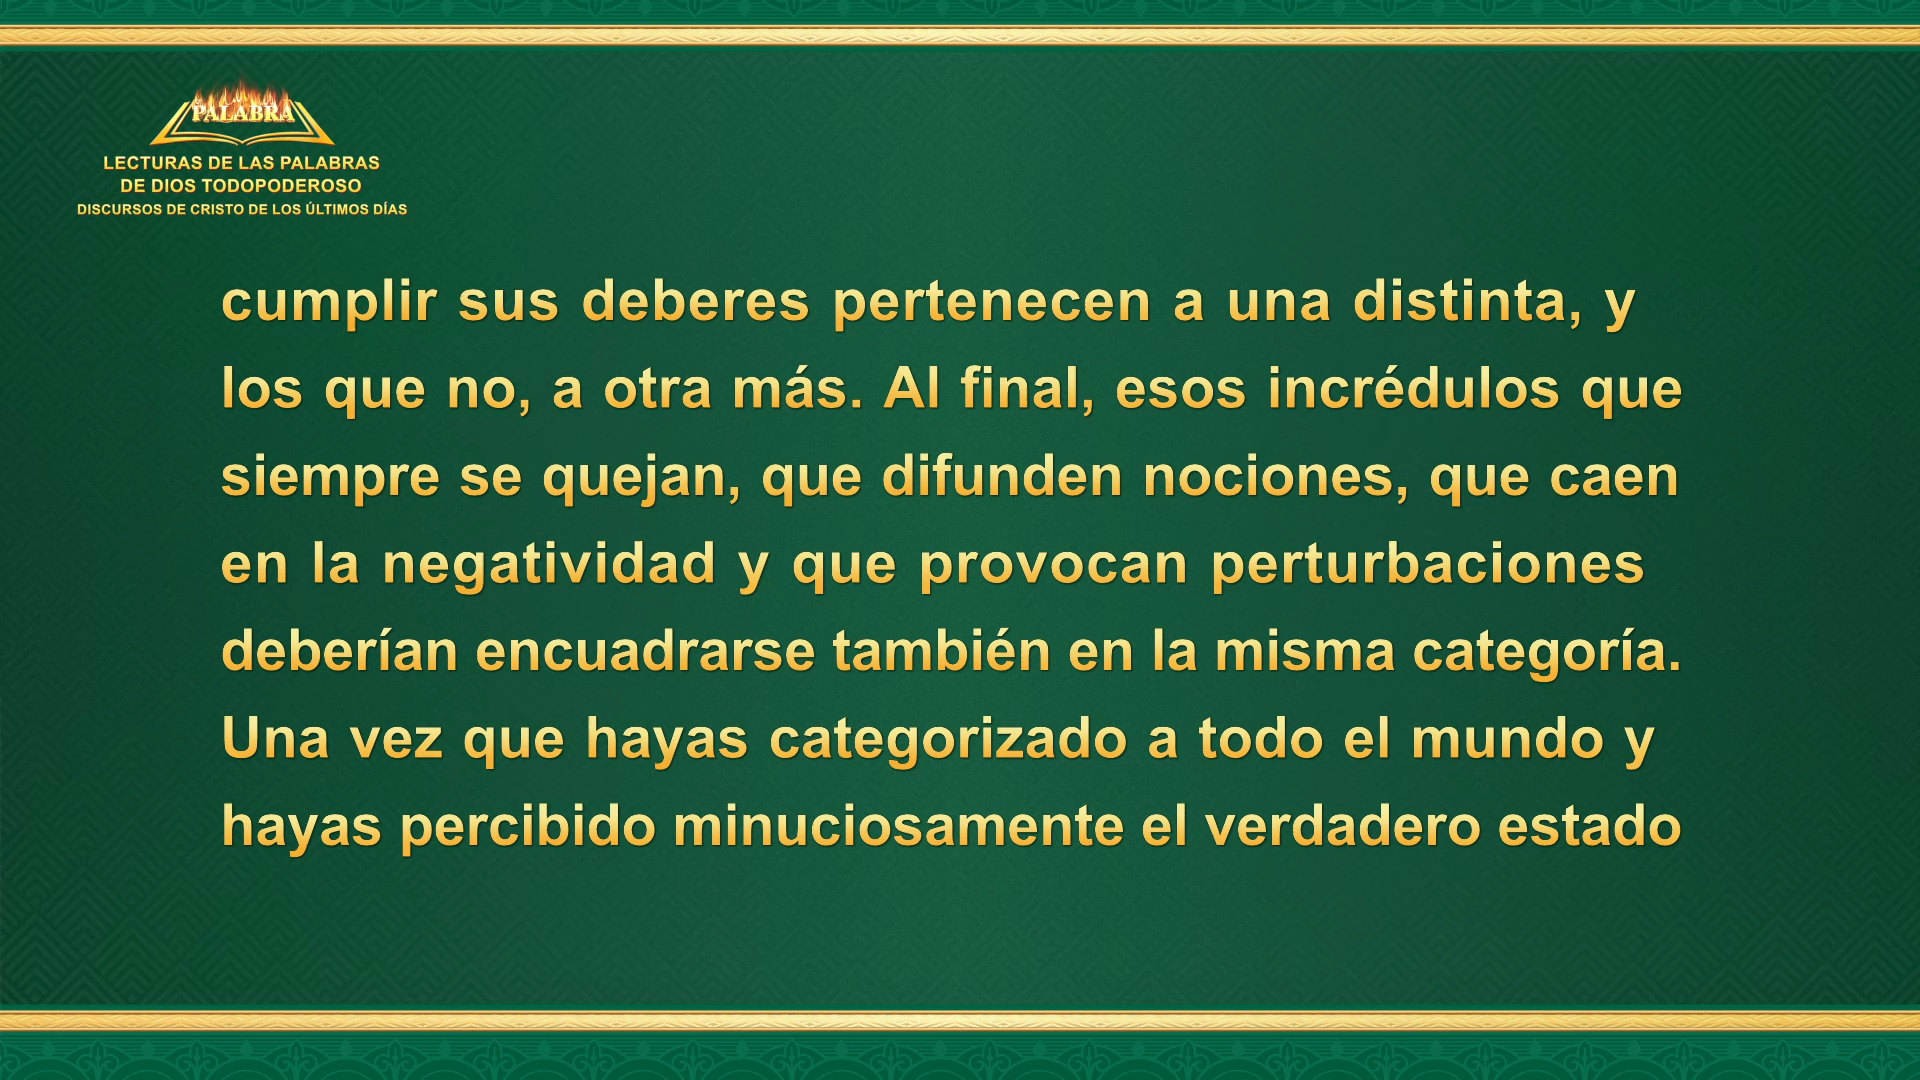 PALABRA
LECTURAS DE LAS PALABRAS
DE DIOS TODOPODEROSO
DISCURSOS DE CRISTO DE LOS ÚLTIMOS DÍAS
cumplir sus deberes pertenecen a una distinta, y
los que no, a otra más. Al final, esos incrédulos que
siempre se quejan, que difunden nociones, que caen
en la negatividad y que provocan perturbaciones
deberían encuadrarse también en la misma categoría.
Una vez que hayas categorizado a todo el mundo y
hayas percibido minuciosamente el verdadero estado